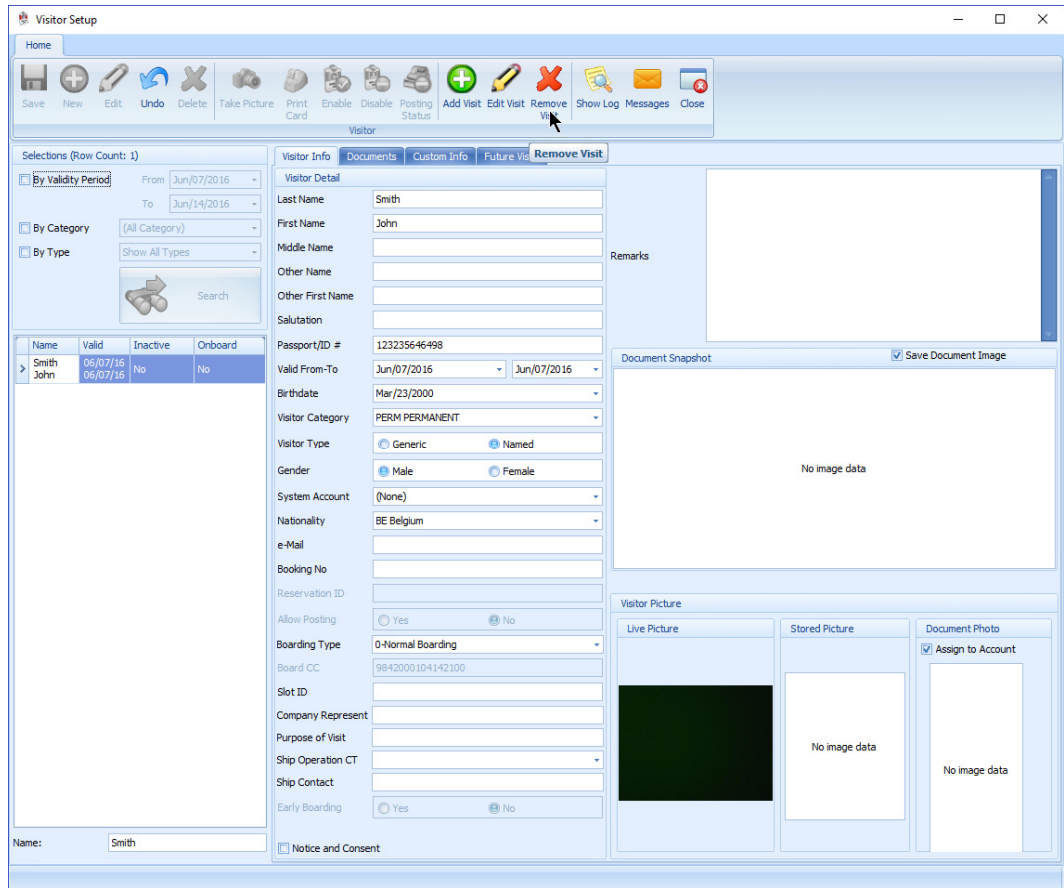 Visitor Setup
Home
Save New Edit Undo Delete Take Picture Print Card Enable Disable Posting Status Add Visit Edit Visit Remove Visit Show Log Messages Close
Visitor
Remove Visit
Selections (Row Count: 1)
By Validity Period From Jun/07/2016
To Jun/14/2016
By Category (All Category)
By Type Show All Types
Search
Name Valid Inactive Onboard
Smith John 06/07/16 06/07/16 No No
Name: Smith
Visitor Info Documents Custom Info Future
Visitor Detail
Last Name Smith
First Name John
Middle Name
Other Name
Other First Name
Salutation
Passport/ID # 123235646498
Valid From-To Jun/07/2016 Jun/07/2016
Birthdate Mar/23/2000
Visitor Category PERM PERMANENT
Visitor Type Generic Named
Gender Male Female
System Account (None)
Nationality BE Belgium
e-Mail
Booking No
Reservation ID
Allow Posting Yes No
Boarding Type 0-Normal Boarding
Board CC 9842000104142100
Slot ID
Company Represent
Purpose of Visit
Ship Operation CT
Ship Contact
Early Boarding Yes No
Notice and Consent
Remarks
Document Snapshot Save Document Image
No image data
Visitor Picture
Live Picture Stored Picture Document Photo
Assign to Account
No image data
No image data